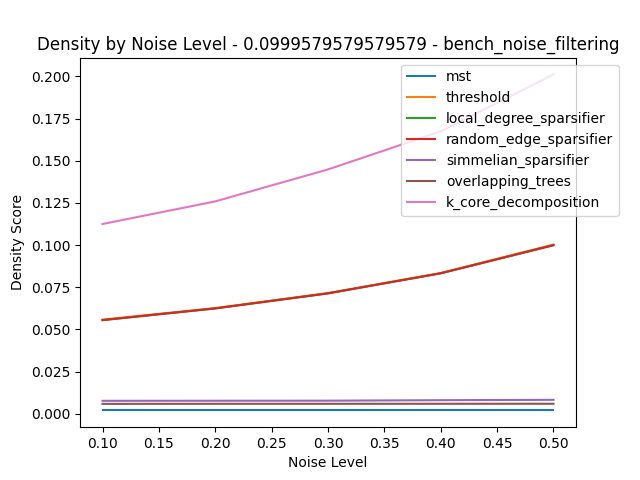 Density by Noise Level - 0.0999579579579579 - bench_noise_filtering
0.200
0.175
0.150
0.125
0.100
0.075
0.050
0.025
0.000
Density Score
mst
threshold
local_degree_sparsifier
random_edge_sparsifier
simmelian_sparsifier
overlapping_trees
k_core_decomposition
0.10 0.15 0.20 0.25 0.30 0.35 0.40 0.45 0.50
Noise Level